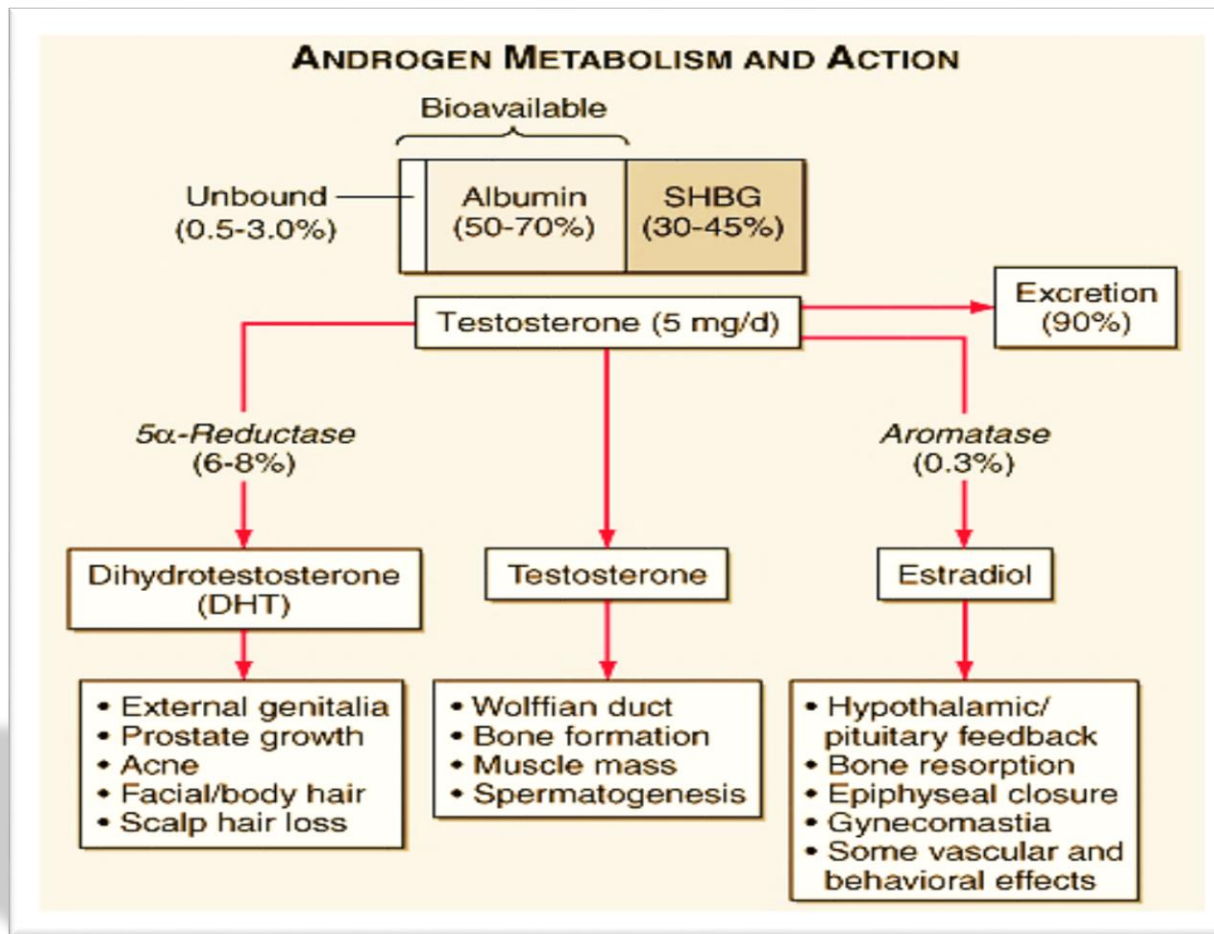 ANDROGEN METABOLISM AND ACTION
Bioavailable
Unbound
(0.5-3.0%)
Albumin
(50-70%)
SHBG
(30-45%)
Testosterone (5 mg/d)
Excretion
(90%)
5α-Reductase
(6-8%)
Aromatase
(0.3%)
Dihydrotestosterone
(DHT)
Testosterone
Estradiol
• External genitalia
• Prostate growth
• Acne
• Facial/body hair
• Scalp hair loss
• Wolffian duct
• Bone formation
• Muscle mass
• Spermatogenesis
• Hypothalamic/
pituitary feedback
• Bone resorption
• Epiphyseal closure
• Gynecomastia
• Some vascular and
behavioral effects